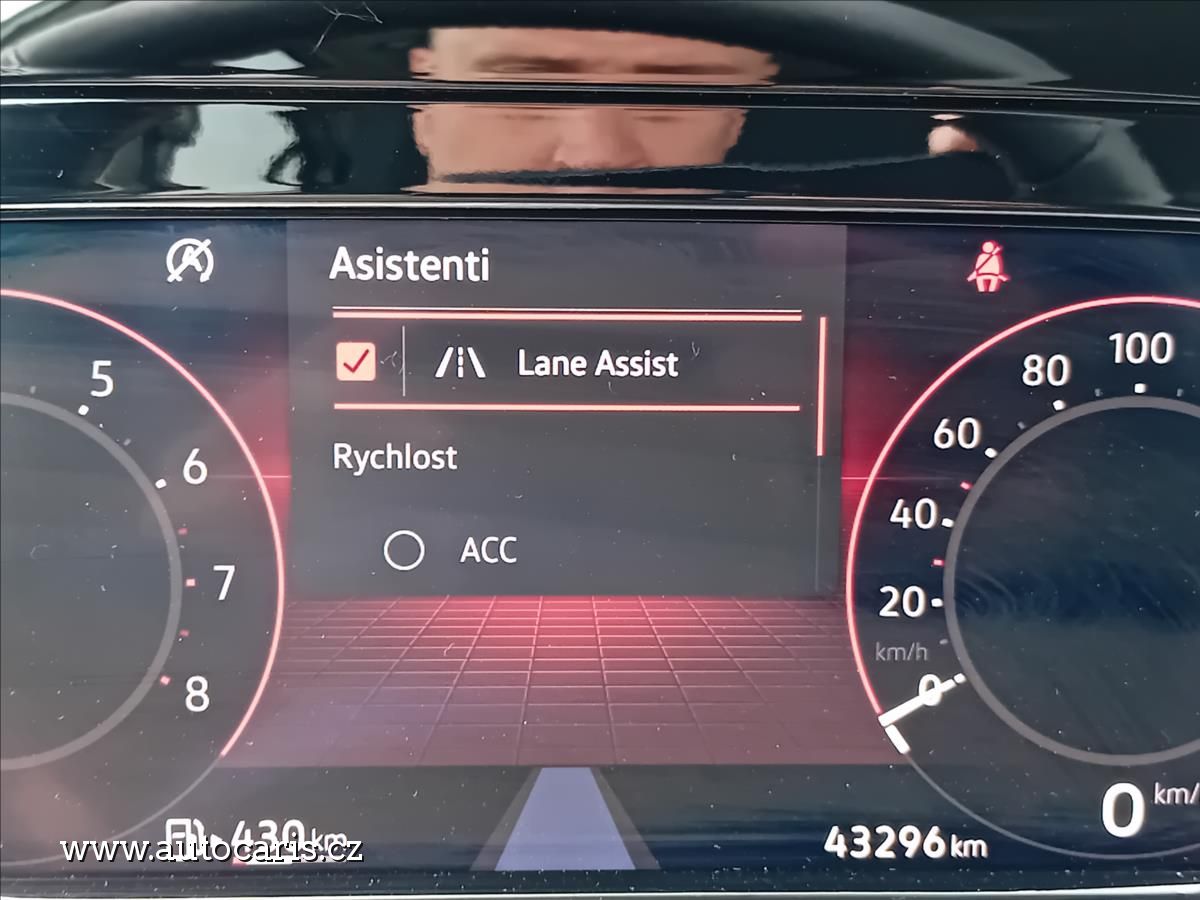 Asistenti
Lane Assist
Rychlost
ACC
5
6
7
8
100
80
60
40
20
km/h
0
0 km/
430 km
43296 km
www.autocaris.cz